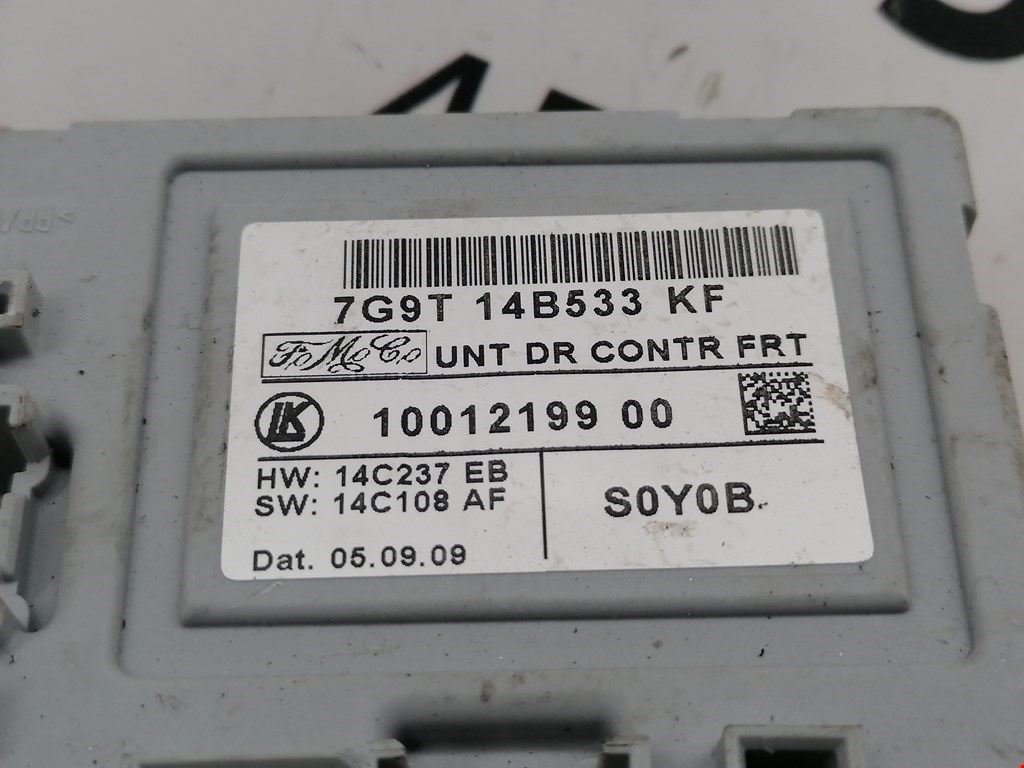 7G9T 14B533 KF
FoMoCo UNT DR CONTR FRT
LK 10012199 00
HW: 14C237 EB
SW: 14C108 AF
S0Y0B
Dat. 05.09.09